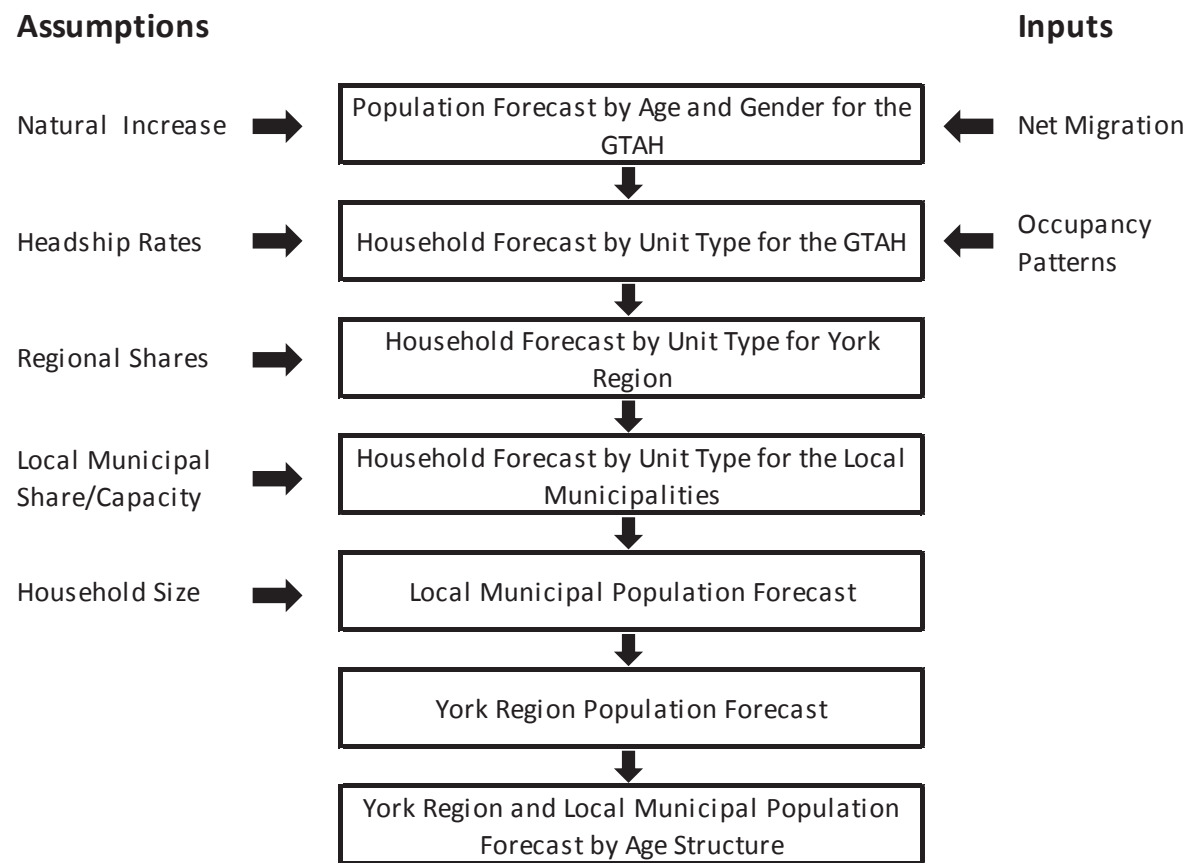 Assumptions
Inputs
Natural Increase
Population Forecast by Age and Gender for the
GTAH
Net Migration
Headship Rates
Household Forecast by Unit Type for the GTAH
Occupancy
Patterns
Regional Shares
Household Forecast by Unit Type for York
Region
Local Municipal
Share/Capacity
Household Forecast by Unit Type for the Local
Municipalities
Household Size
Local Municipal Population Forecast
York Region Population Forecast
York Region and Local Municipal Population
Forecast by Age Structure